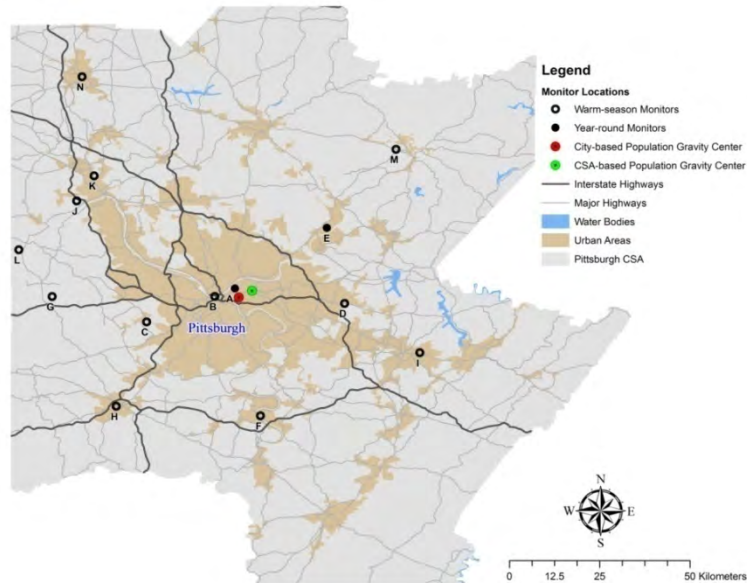 N
M
K
J
E
L
G
B
A
D
C
Pittsburgh
I
H
F
Legend
Monitor Locations
Warm-season Monitors
Year-round Monitors
City-based Population Gravity Center
CSA-based Population Gravity Center
Interstate Highways
Major Highways
Water Bodies
Urban Areas
Pittsburgh CSA
N
W E
S
0 12.5 25 50 Kilometers